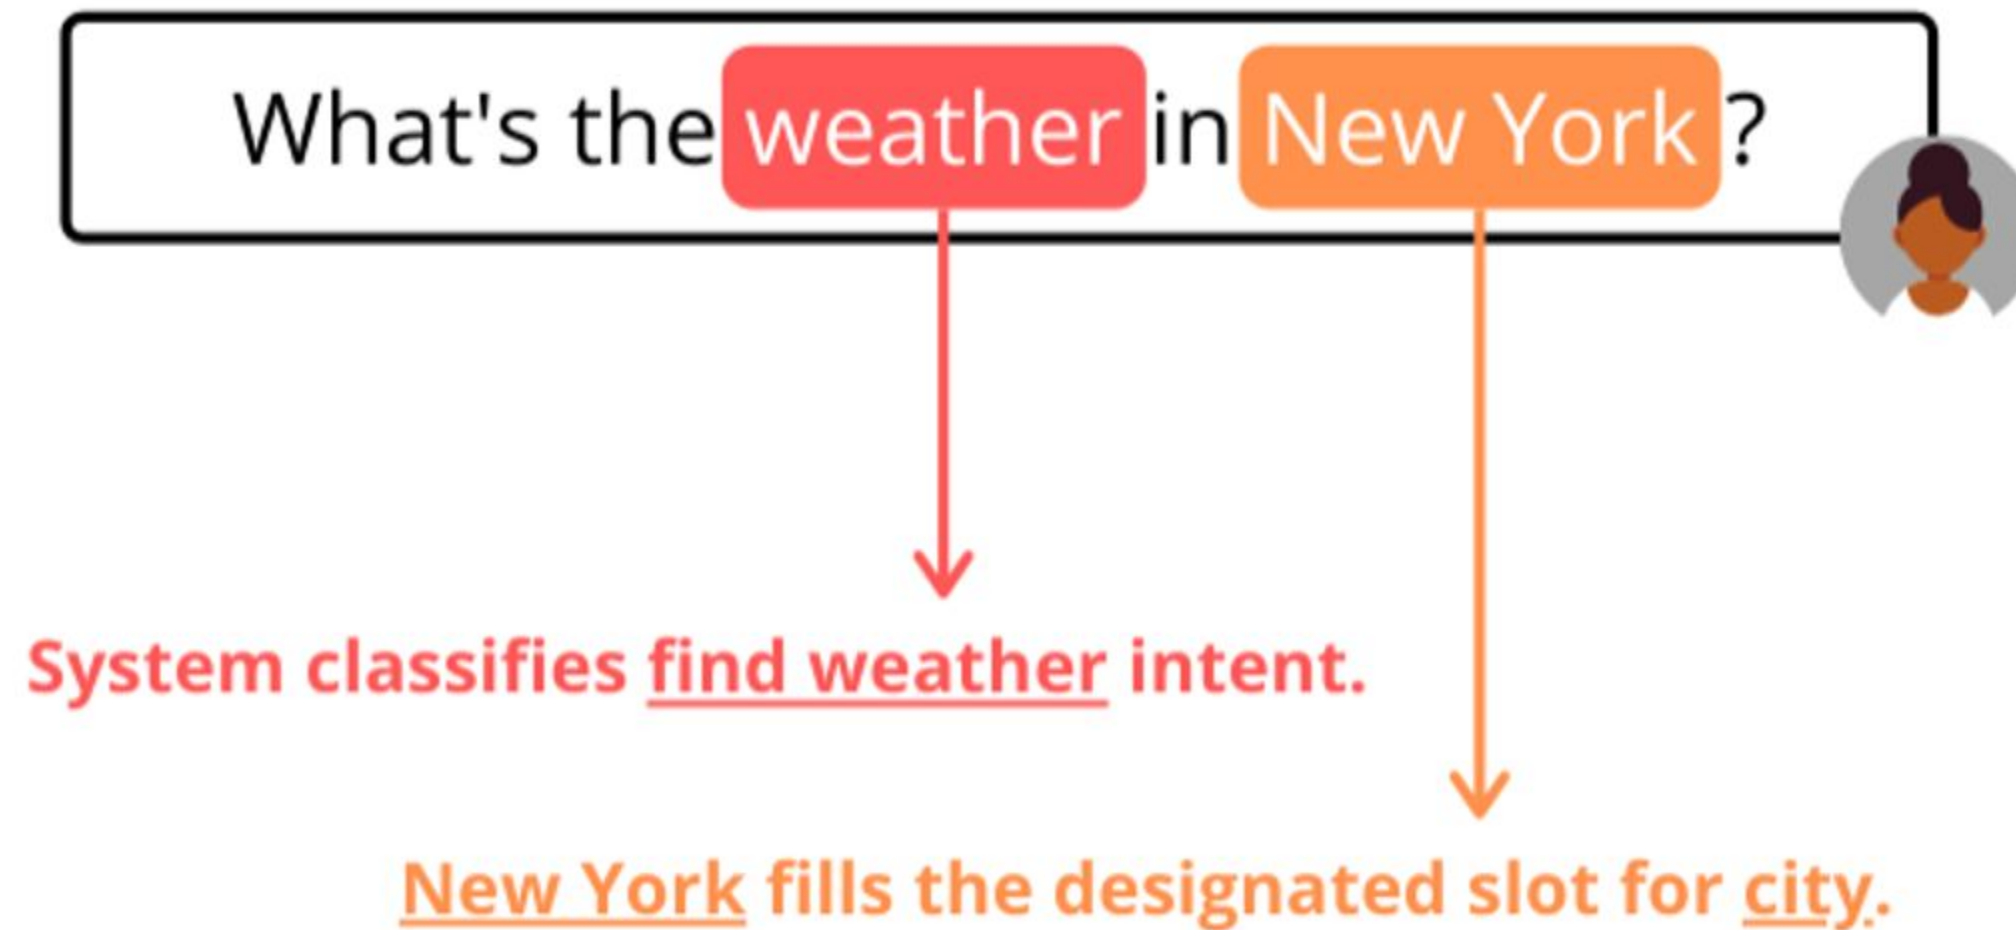 What's the weather in New York?
System classifies find weather intent.
New York fills the designated slot for city.